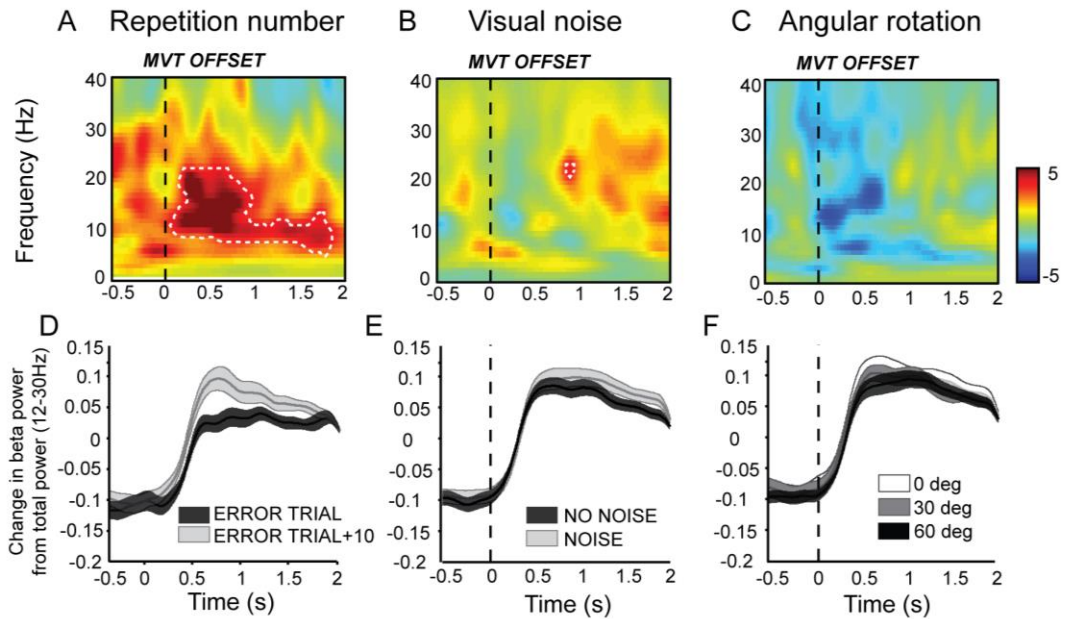 A Repetition number
B Visual noise
C Angular rotation
MVT OFFSET
MVT OFFSET
MVT OFFSET
Frequency (Hz)
40
30
20
10
0
-0.5 0 0.5 1 1.5 2
40
30
20
10
0
-0.5 0 0.5 1 1.5 2
40
30
20
10
0
-0.5 0 0.5 1 1.5 2
5
-5
D
E
F
Change in beta power
from total power (12-30Hz)
0.15
0.1
0.05
0
-0.05
-0.1
-0.15
-0.2
ERROR TRIAL
ERROR TRIAL+10
-0.5 0 0.5 1 1.5 2
Time (s)
0.15
0.1
0.05
0
-0.05
-0.1
-0.15
-0.2
NO NOISE
NOISE
-0.5 0 0.5 1 1.5 2
Time (s)
0.15
0.1
0.05
0
-0.05
-0.1
-0.15
-0.2
0 deg
30 deg
60 deg
-0.5 0 0.5 1 1.5 2
Time (s)